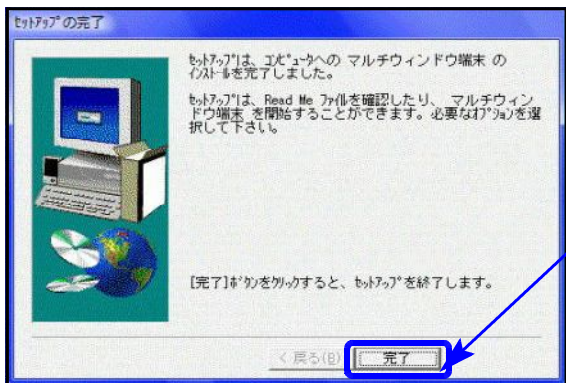 ｾｯﾄｱｯﾌﾟの完了
ｾｯﾄｱｯﾌﾟは、ｺﾝﾋﾟｭｰﾀへの マルチウィンドウ端末 の
ｲﾝｽﾄｰﾙを完了しました。
ｾｯﾄｱｯﾌﾟは、Read Me ﾌｧｲﾙを確認したり、 マルチウィン
ドウ端末 を開始することができます。必要なｵﾌﾟｼｮﾝを選
択して下さい。
[完了]ﾎﾞﾀﾝをｸﾘｯｸすると、ｾｯﾄｱｯﾌﾟを終了します。
< 戻る(B)
完了